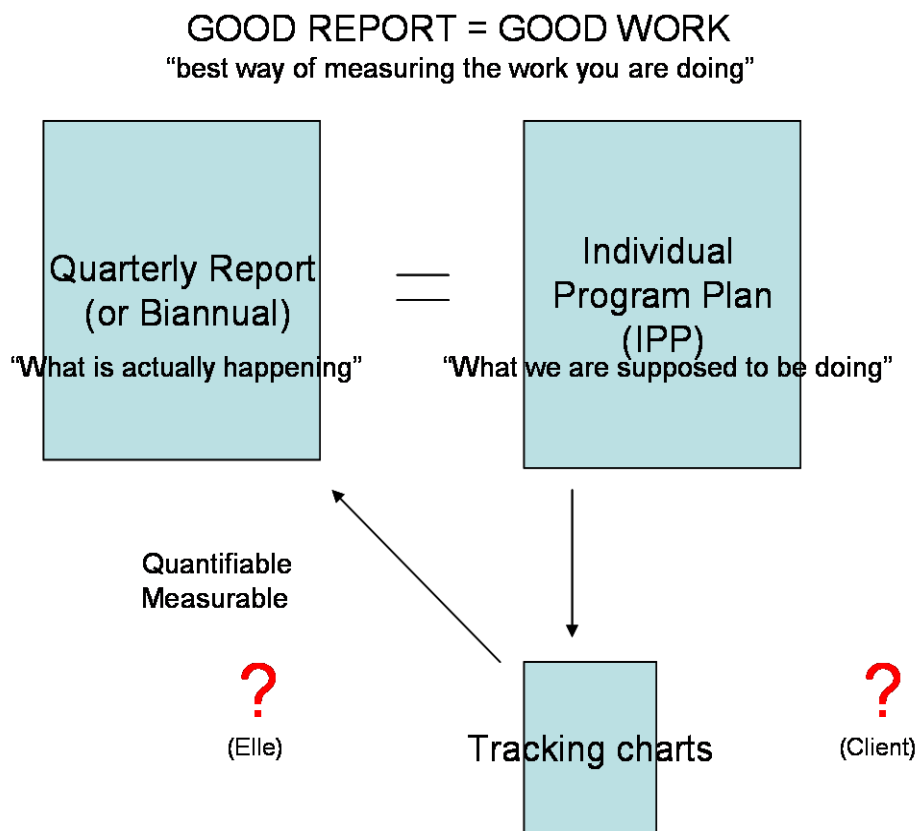 GOOD REPORT = GOOD WORK
“best way of measuring the work you are doing”
Quarterly Report
(or Biannual)
“What is actually happening”
=
Individual
Program Plan
(IPP)
“What we are supposed to be doing”
Quantifiable
Measurable
?
(Elle)
Tracking charts
?
(Client)